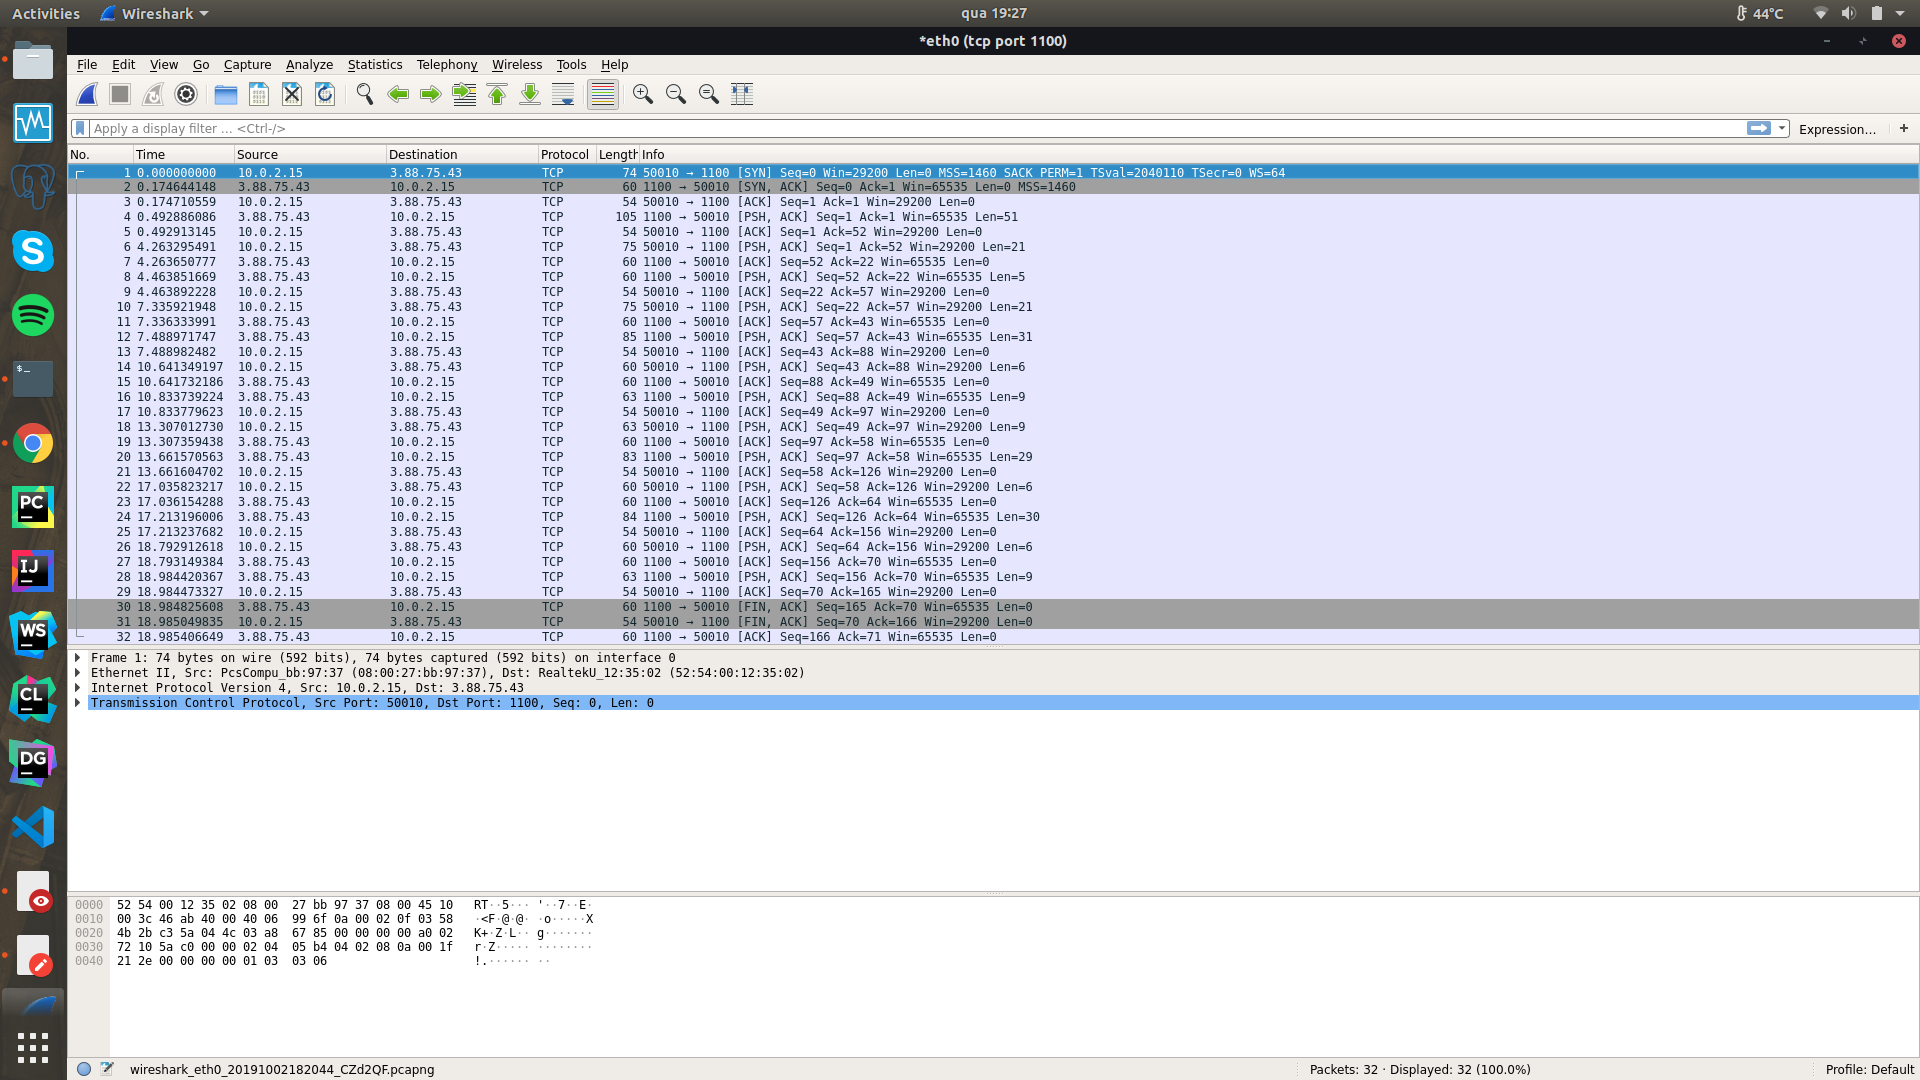 Activities Wireshark qua 19:27 44°C
*eth0 (tcp port 1100)
File Edit View Go Capture Analyze Statistics Telephony Wireless Tools Help
Apply a display filter … <Ctrl-/> Expression… +
No. Time Source Destination Protocol Length Info
1 0.000000000 10.0.2.15 3.88.75.43 TCP 74 50010 → 1100 [SYN] Seq=0 Win=29200 Len=0 MSS=1460 SACK PERM=1 TSval=2040110 TSecr=0 WS=64
2 0.174644148 3.88.75.43 10.0.2.15 TCP 60 1100 → 50010 [SYN, ACK] Seq=0 Ack=1 Win=65535 Len=0 MSS=1460
3 0.174710559 10.0.2.15 3.88.75.43 TCP 54 50010 → 1100 [ACK] Seq=1 Ack=1 Win=29200 Len=0
4 0.492886086 3.88.75.43 10.0.2.15 TCP 105 1100 → 50010 [PSH, ACK] Seq=1 Ack=1 Win=65535 Len=51
5 0.492913145 10.0.2.15 3.88.75.43 TCP 54 50010 → 1100 [ACK] Seq=1 Ack=52 Win=29200 Len=0
6 4.263295491 10.0.2.15 3.88.75.43 TCP 75 50010 → 1100 [PSH, ACK] Seq=1 Ack=52 Win=29200 Len=21
7 4.263650777 3.88.75.43 10.0.2.15 TCP 60 1100 → 50010 [ACK] Seq=52 Ack=22 Win=65535 Len=0
8 4.463851669 3.88.75.43 10.0.2.15 TCP 60 1100 → 50010 [PSH, ACK] Seq=52 Ack=22 Win=65535 Len=5
9 4.463892228 10.0.2.15 3.88.75.43 TCP 54 50010 → 1100 [ACK] Seq=22 Ack=57 Win=29200 Len=0
10 7.335921948 10.0.2.15 3.88.75.43 TCP 75 50010 → 1100 [PSH, ACK] Seq=22 Ack=57 Win=29200 Len=21
11 7.336333991 3.88.75.43 10.0.2.15 TCP 60 1100 → 50010 [ACK] Seq=57 Ack=43 Win=65535 Len=0
12 7.488971747 3.88.75.43 10.0.2.15 TCP 85 1100 → 50010 [PSH, ACK] Seq=57 Ack=43 Win=65535 Len=31
13 7.488982482 10.0.2.15 3.88.75.43 TCP 54 50010 → 1100 [ACK] Seq=43 Ack=88 Win=29200 Len=0
14 10.641349197 10.0.2.15 3.88.75.43 TCP 60 50010 → 1100 [PSH, ACK] Seq=43 Ack=88 Win=29200 Len=6
15 10.641732186 3.88.75.43 10.0.2.15 TCP 60 1100 → 50010 [ACK] Seq=88 Ack=49 Win=65535 Len=0
16 10.833739224 3.88.75.43 10.0.2.15 TCP 63 1100 → 50010 [PSH, ACK] Seq=88 Ack=49 Win=65535 Len=9
17 10.833779623 10.0.2.15 3.88.75.43 TCP 54 50010 → 1100 [ACK] Seq=49 Ack=97 Win=29200 Len=0
18 13.307012730 10.0.2.15 3.88.75.43 TCP 63 50010 → 1100 [PSH, ACK] Seq=49 Ack=97 Win=29200 Len=9
19 13.307359438 3.88.75.43 10.0.2.15 TCP 60 1100 → 50010 [ACK] Seq=97 Ack=58 Win=65535 Len=0
20 13.661570563 3.88.75.43 10.0.2.15 TCP 83 1100 → 50010 [PSH, ACK] Seq=97 Ack=58 Win=65535 Len=29
21 13.661604702 10.0.2.15 3.88.75.43 TCP 54 50010 → 1100 [ACK] Seq=58 Ack=126 Win=29200 Len=0
22 17.035823217 10.0.2.15 3.88.75.43 TCP 60 50010 → 1100 [PSH, ACK] Seq=58 Ack=126 Win=29200 Len=6
23 17.036154288 3.88.75.43 10.0.2.15 TCP 60 1100 → 50010 [ACK] Seq=126 Ack=64 Win=65535 Len=0
24 17.213196006 3.88.75.43 10.0.2.15 TCP 84 1100 → 50010 [PSH, ACK] Seq=126 Ack=64 Win=65535 Len=30
25 17.213237682 10.0.2.15 3.88.75.43 TCP 54 50010 → 1100 [ACK] Seq=64 Ack=156 Win=29200 Len=0
26 18.792912618 10.0.2.15 3.88.75.43 TCP 60 50010 → 1100 [PSH, ACK] Seq=64 Ack=156 Win=29200 Len=6
27 18.793149384 3.88.75.43 10.0.2.15 TCP 60 1100 → 50010 [ACK] Seq=156 Ack=70 Win=65535 Len=0
28 18.984420367 3.88.75.43 10.0.2.15 TCP 63 1100 → 50010 [PSH, ACK] Seq=156 Ack=70 Win=65535 Len=9
29 18.984473327 10.0.2.15 3.88.75.43 TCP 54 50010 → 1100 [ACK] Seq=70 Ack=165 Win=29200 Len=0
30 18.984825608 3.88.75.43 10.0.2.15 TCP 60 1100 → 50010 [FIN, ACK] Seq=165 Ack=70 Win=65535 Len=0
31 18.985049835 10.0.2.15 3.88.75.43 TCP 54 50010 → 1100 [FIN, ACK] Seq=70 Ack=166 Win=29200 Len=0
32 18.985406649 3.88.75.43 10.0.2.15 TCP 60 1100 → 50010 [ACK] Seq=166 Ack=71 Win=65535 Len=0
Frame 1: 74 bytes on wire (592 bits), 74 bytes captured (592 bits) on interface 0
Ethernet II, Src: PcsCompu_bb:97:37 (08:00:27:bb:97:37), Dst: RealtekU_12:35:02 (52:54:00:12:35:02)
Internet Protocol Version 4, Src: 10.0.2.15, Dst: 3.88.75.43
Transmission Control Protocol, Src Port: 50010, Dst Port: 1100, Seq: 0, Len: 0
0000 52 54 00 12 35 02 08 00 27 bb 97 37 08 00 45 10 RT··5··· '··7··E·
0010 00 3c 46 ab 40 00 40 06 99 6f 0a 00 02 0f 03 58 ·<F·@·@· ·o·····X
0020 4b 2b c3 5a 04 4c 03 a8 67 85 00 00 00 00 a0 02 K+·Z·L·· g·······
0030 72 10 5a c0 00 00 02 04 05 b4 04 02 08 0a 00 1f r·Z····· ········
0040 21 2e 00 00 00 00 01 03 03 06 !.······ ··
wireshark_eth0_20191002182044_CZd2QF.pcapng Packets: 32 · Displayed: 32 (100.0%) Profile: Default
S
$_
PC
IJ
WS
CL
DG